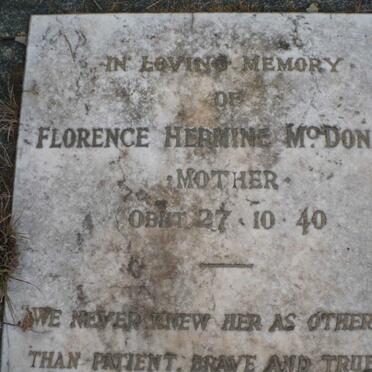 IN LOVING MEMORY
OF
FLORENCE HERMINE McDON
MOTHER
OBIIT 27 · 10 · 40
WE NEVER KNEW HER AS OTHER
THAN PATIENT, BRAVE AND TRUE